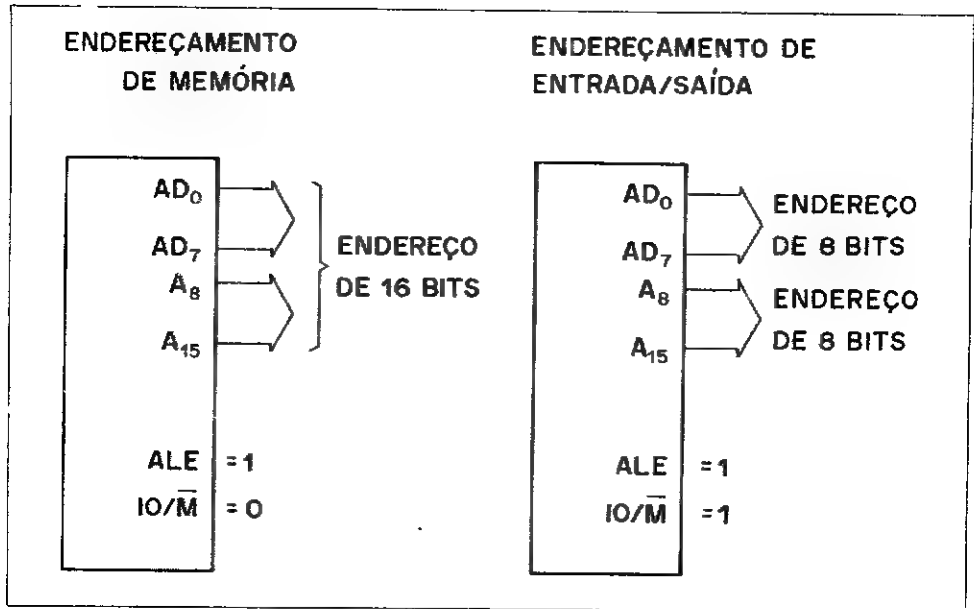 ENDEREÇAMENTO
DE MEMÓRIA
AD₀
AD₇
A₈
A₁₅
ENDEREÇO
DE 16 BITS
ALE = 1
IO/M̅ = 0
ENDEREÇAMENTO DE
ENTRADA/SAÍDA
AD₀
AD₇
ENDEREÇO
DE 8 BITS
A₈
A₁₅
ENDEREÇO
DE 8 BITS
ALE = 1
IO/M̅ = 1